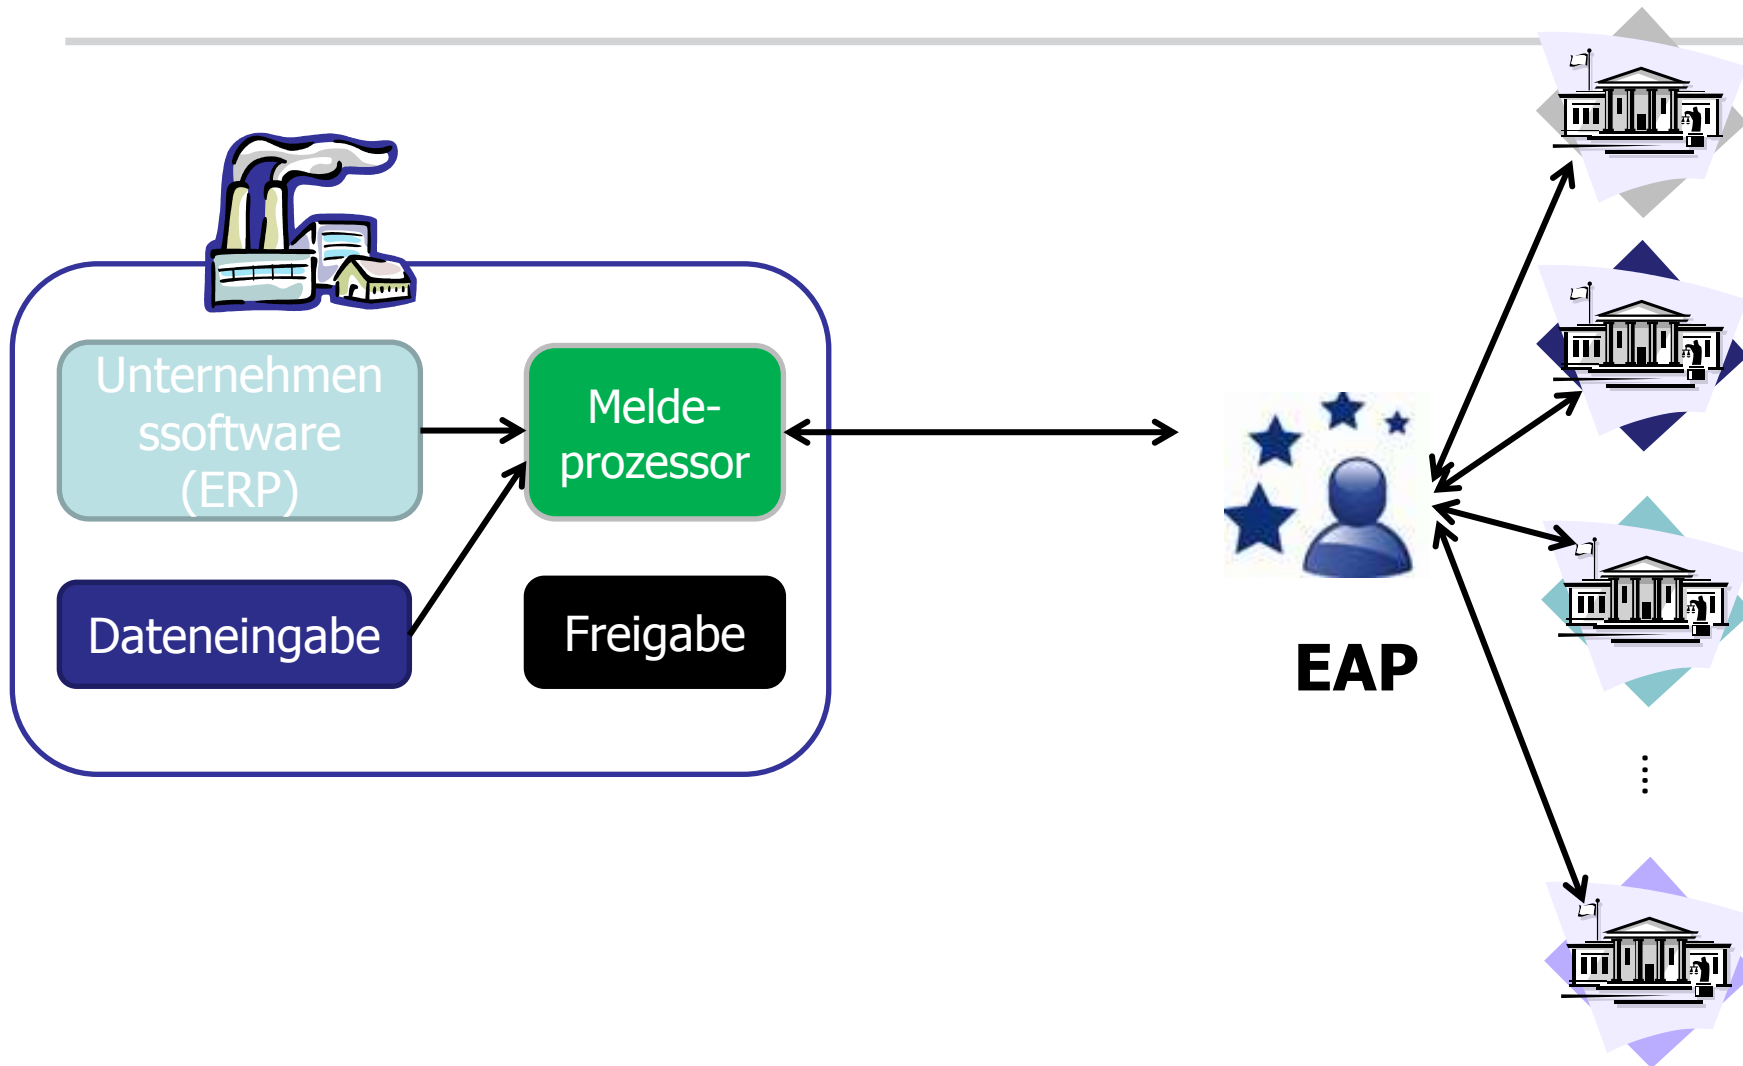 Unternehmen
ssoftware
(ERP)
Melde-
prozessor
Dateneingabe
Freigabe
EAP
....